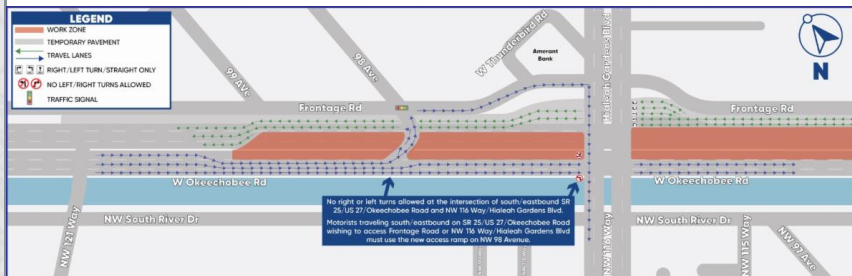 LEGEND
WORK ZONE
TEMPORARY PAVEMENT
TRAVEL LANES
RIGHT/LEFT TURN/STRAIGHT ONLY
NO LEFT/RIGHT TURNS ALLOWED
TRAFFIC SIGNAL
99 Ave
98 Ave
W Thunderbird Rd
Amerant
Bank
Hialeah Gardens Blvd
N
Frontage Rd
Frontage Rd
W Okeechobee Rd
W Okeechobee Rd
No right or left turns allowed at the intersection of south/eastbound SR
25/US 27/Okeechobee Road and NW 116 Way/Hialeah Gardens Blvd.
Motorists traveling south/eastbound on SR 25/US 27/Okeechobee Road
wishing to access Frontage Road or NW 116 Way/Hialeah Gardens Blvd
must use the new access ramp on NW 98 Avenue.
NW 121 Way
NW South River Dr
NW South River Dr
NW 116 Way
NW 115 Way
NW 97 Ave